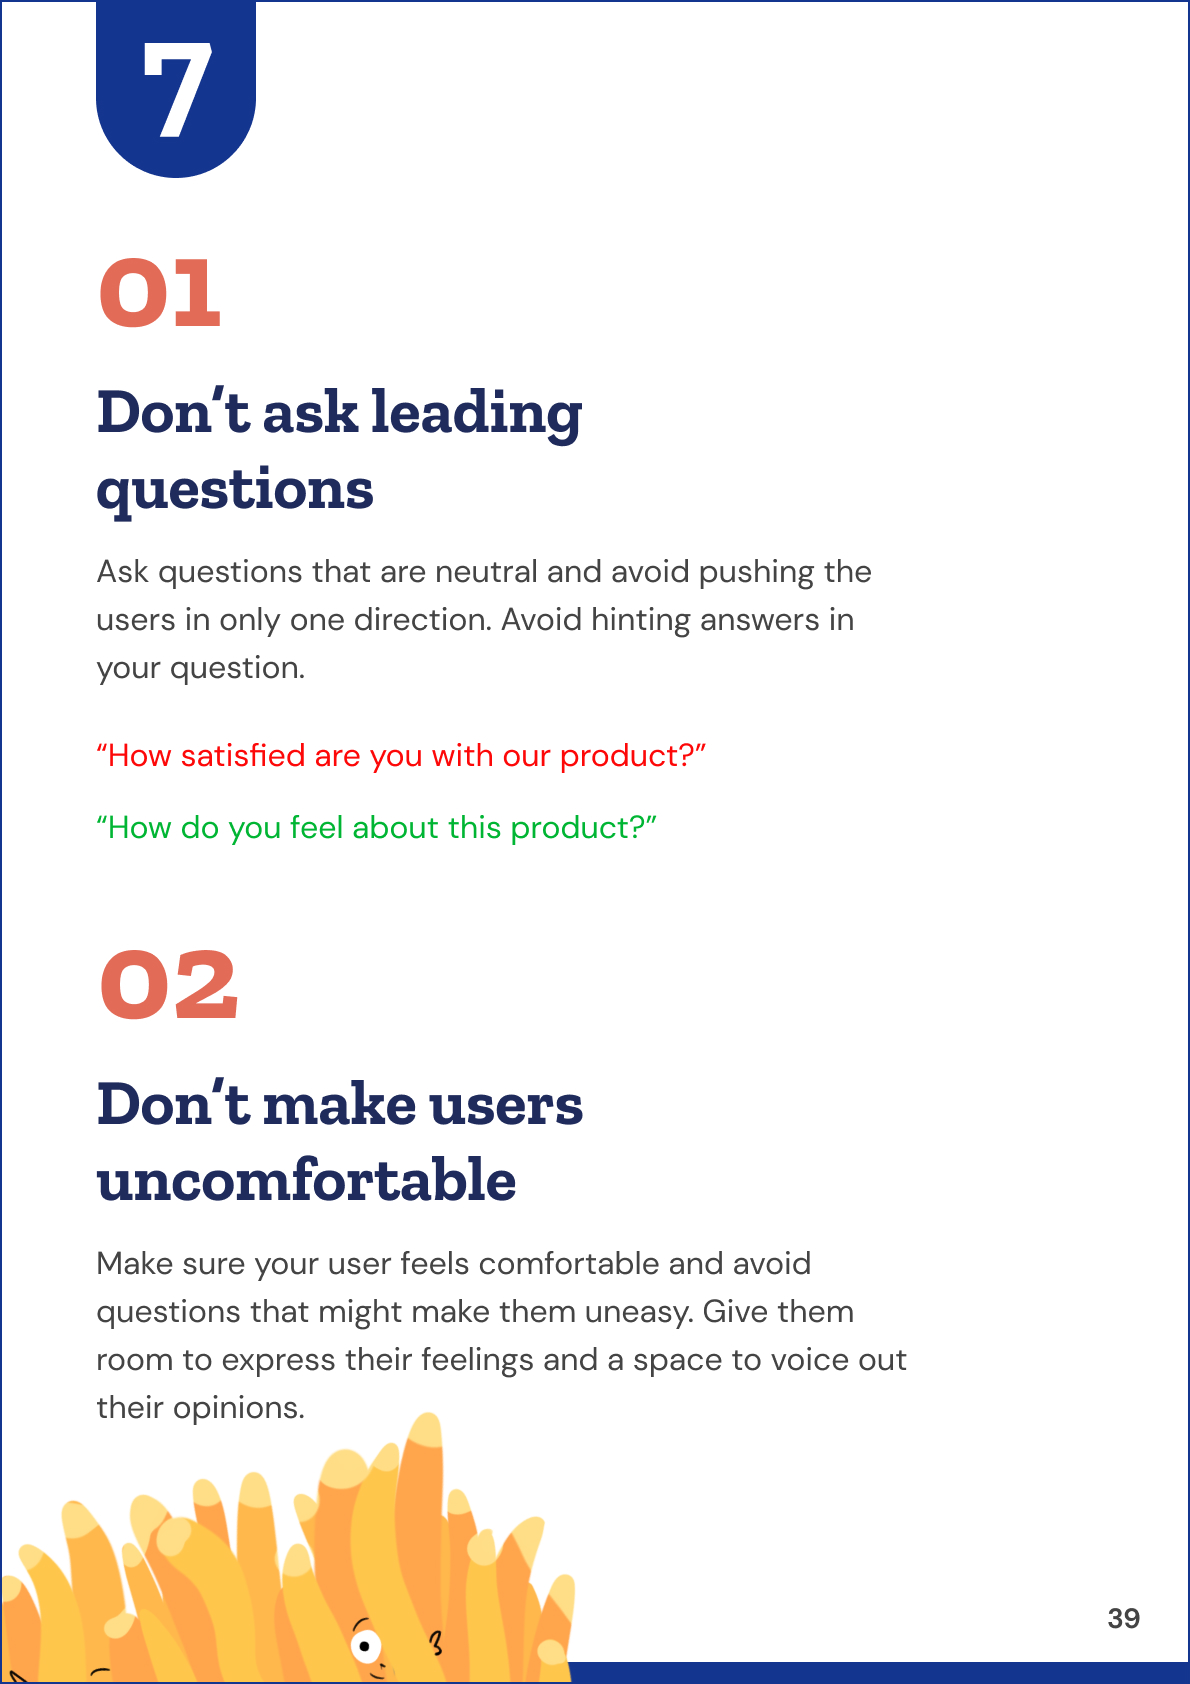 7
01
Don’t ask leading
questions
Ask questions that are neutral and avoid pushing the
users in only one direction. Avoid hinting answers in
your question.
“How satisfied are you with our product?”
“How do you feel about this product?”
02
Don’t make users
uncomfortable
Make sure your user feels comfortable and avoid
questions that might make them uneasy. Give them
room to express their feelings and a space to voice out
their opinions.
39